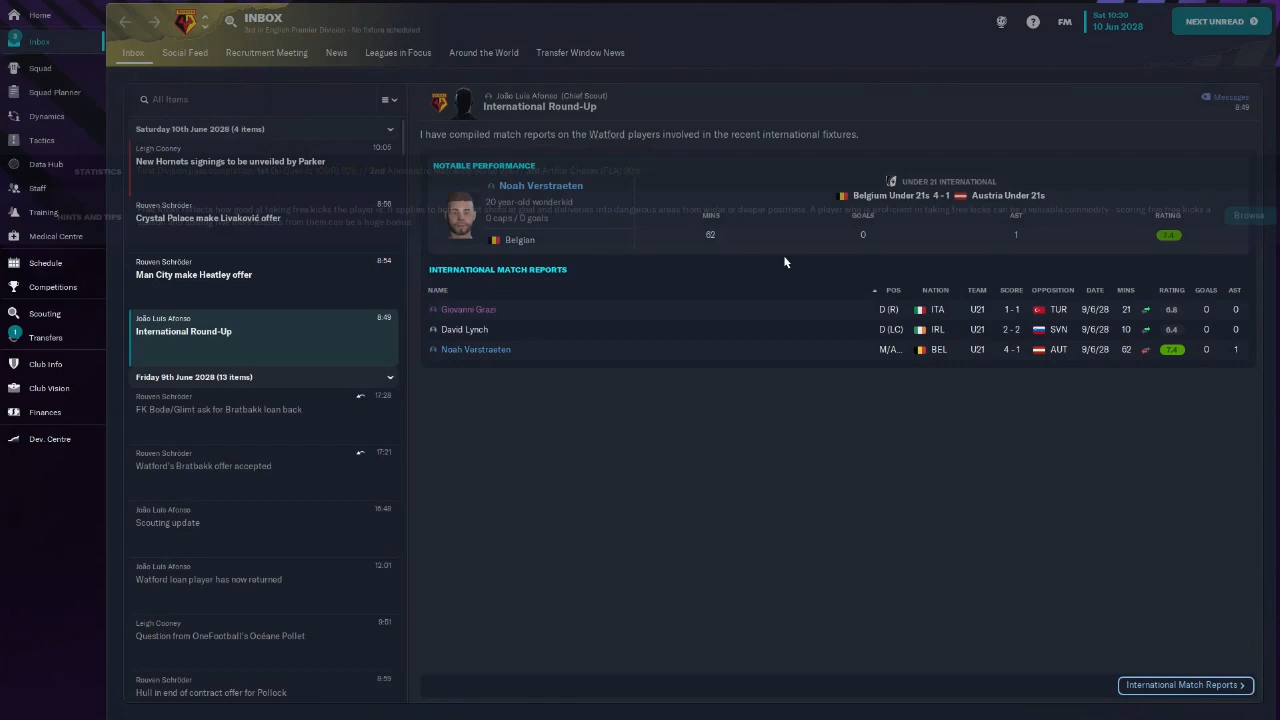 Home
INBOX
3rd in English Premier Division - No fixture scheduled
FM
Sat 10:30
10 Jun 2028
NEXT UNREAD
3
Inbox
Squad
Squad Planner
Dynamics
Tactics
Data Hub
Staff
Training
Medical Centre
Schedule
Competitions
Scouting
1
Transfers
Club Info
Club Vision
Finances
Dev. Centre
STATISTICS
HINTS AND TIPS
Inbox
Social Feed
Recruitment Meeting
News
Leagues in Focus
Around the World
Transfer Window News
All Items
Saturday 10th June 2028 (4 items)
Leigh Cooney
10:05
New Hornets signings to be unveiled by Parker
Rouven Schröder
8:56
Crystal Palace make Livaković offer
Rouven Schröder
8:54
Man City make Heatley offer
João Luís Afonso
8:49
International Round-Up
Friday 9th June 2028 (13 items)
Rouven Schröder
17:28
FK Bodø/Glimt ask for Bratbakk loan back
Rouven Schröder
17:21
Watford's Bratbakk offer accepted
João Luís Afonso
16:48
Scouting update
João Luís Afonso
12:01
Watford loan player has now returned
Leigh Cooney
9:51
Question from OneFootball's Océane Pollet
Rouven Schröder
8:59
Hull in end of contract offer for Pollock
João Luís Afonso (Chief Scout)
International Round-Up
Messages
8:49
I have compiled match reports on the Watford players involved in the recent international fixtures.
NOTABLE PERFORMANCE
Noah Verstraeten
20 year-old wonderkid
0 caps / 0 goals
Belgian
UNDER 21 INTERNATIONAL
Belgium Under 21s 4 - 1 Austria Under 21s
MINS GOALS AST RATING
62 0 1 7.4
Browse
INTERNATIONAL MATCH REPORTS
NAME POS NATION TEAM SCORE OPPOSITION DATE MINS RATING GOALS AST
Giovanni Grazi D (R) ITA U21 1 - 1 TUR 9/6/28 21 6.8 0 0
David Lynch D (LC) IRL U21 2 - 2 SVN 9/6/28 10 6.4 0 0
Noah Verstraeten M/A... BEL U21 4 - 1 AUT 9/6/28 62 7.4 0 1
International Match Reports